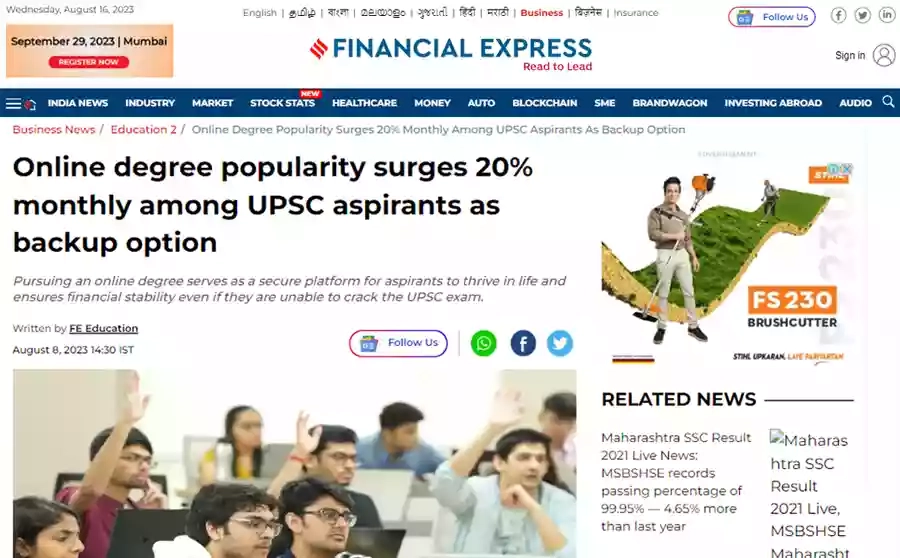 Wednesday, August 16, 2023
English | தமிழ் | বাংলা | മലയാളം | ગુજરાતી | हिंदी | मराठी | Business | बिज़नेस | Insurance
Follow Us
September 29, 2023 | Mumbai
REGISTER NOW
FINANCIAL EXPRESS
Read to Lead
Sign in
NEW
INDIA NEWS INDUSTRY MARKET STOCK STATS HEALTHCARE MONEY AUTO BLOCKCHAIN SME BRANDWAGON INVESTING ABROAD AUDIO
Business News / Education 2 / Online Degree Popularity Surges 20% Monthly Among UPSC Aspirants As Backup Option
Online degree popularity surges 20%
monthly among UPSC aspirants as
backup option
Pursuing an online degree serves as a secure platform for aspirants to thrive in life and
ensures financial stability even if they are unable to crack the UPSC exam.
Written by FE Education
August 8, 2023 14:30 IST
Follow Us
ADVERTISEMENT
STIHL
FS 230
FS 230
BRUSHCUTTER
STIHL UPKARAN, LAYE PARIVARTAN
RELATED NEWS
Maharashtra SSC Result
2021 Live News:
MSBSHSE records
passing percentage of
99.95% — 4.65% more
than last year
Maharas
htra SSC
Result
2021 Live,
MSBSHSE
Maharasht